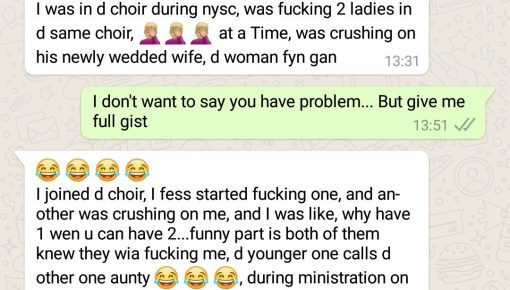 I was in d choir during nysc, was fucking 2 ladies in
d same choir, 🤦🏽‍♀️🤦🏽‍♀️🤦🏽‍♀️ at a Time, was crushing on
his newly wedded wife, d woman fyn gan
13:31
I don't want to say you have problem... But give me
full gist
13:51
😂😂😂😂
I joined d choir, I fess started fucking one, and an-
other was crushing on me, and I was like, why have
1 wen u can have 2...funny part is both of them
knew they wia fucking me, d younger one calls d
other one aunty 😂😂😂, during ministration on